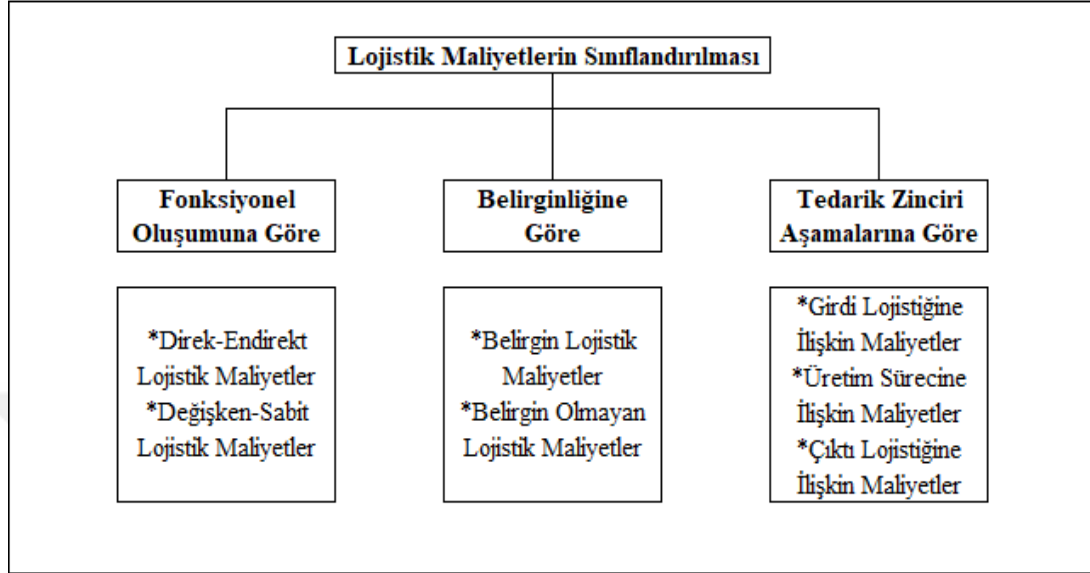 Lojistik Maliyetlerin Sınıflandırılması
Fonksiyonel
Oluşumuna Göre
*Direk-Endirekt
Lojistik Maliyetler
*Değişken-Sabit
Lojistik Maliyetler
Belirginliğine
Göre
*Belirgin Lojistik
Maliyetler
*Belirgin Olmayan
Lojistik Maliyetler
Tedarik Zinciri
Aşamalarına Göre
*Girdi Lojistiğine
İlişkin Maliyetler
*Üretim Sürecine
İlişkin Maliyetler
*Çıktı Lojistiğine
İlişkin Maliyetler